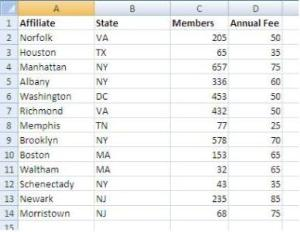 A B C D
1 Affiliate State Members Annual Fee
2 Norfolk VA 205 50
3 Houston TX 65 35
4 Manhattan NY 657 75
5 Albany NY 336 60
6 Washington DC 453 50
7 Richmond VA 432 50
8 Memphis TN 77 25
9 Brooklyn NY 578 70
10 Boston MA 153 65
11 Waltham MA 32 65
12 Schenectady NY 43 35
13 Newark NJ 235 85
14 Morristown NJ 68 75
15